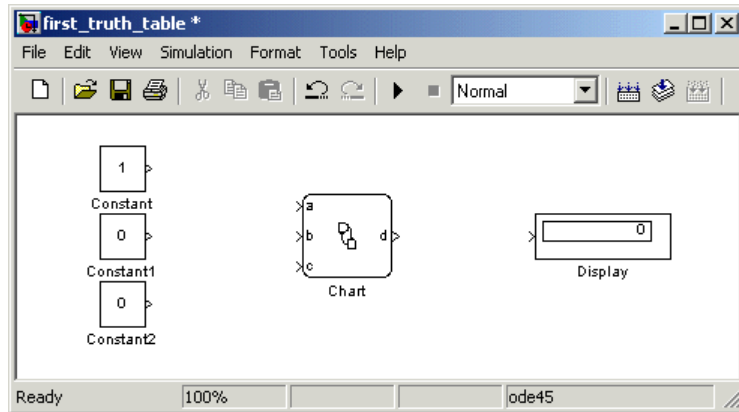 first_truth_table *
File Edit View Simulation Format Tools Help
Normal
1
Constant
0
Constant1
0
Constant2
a
b
c
d
Chart
0
Display
Ready 100% ode45